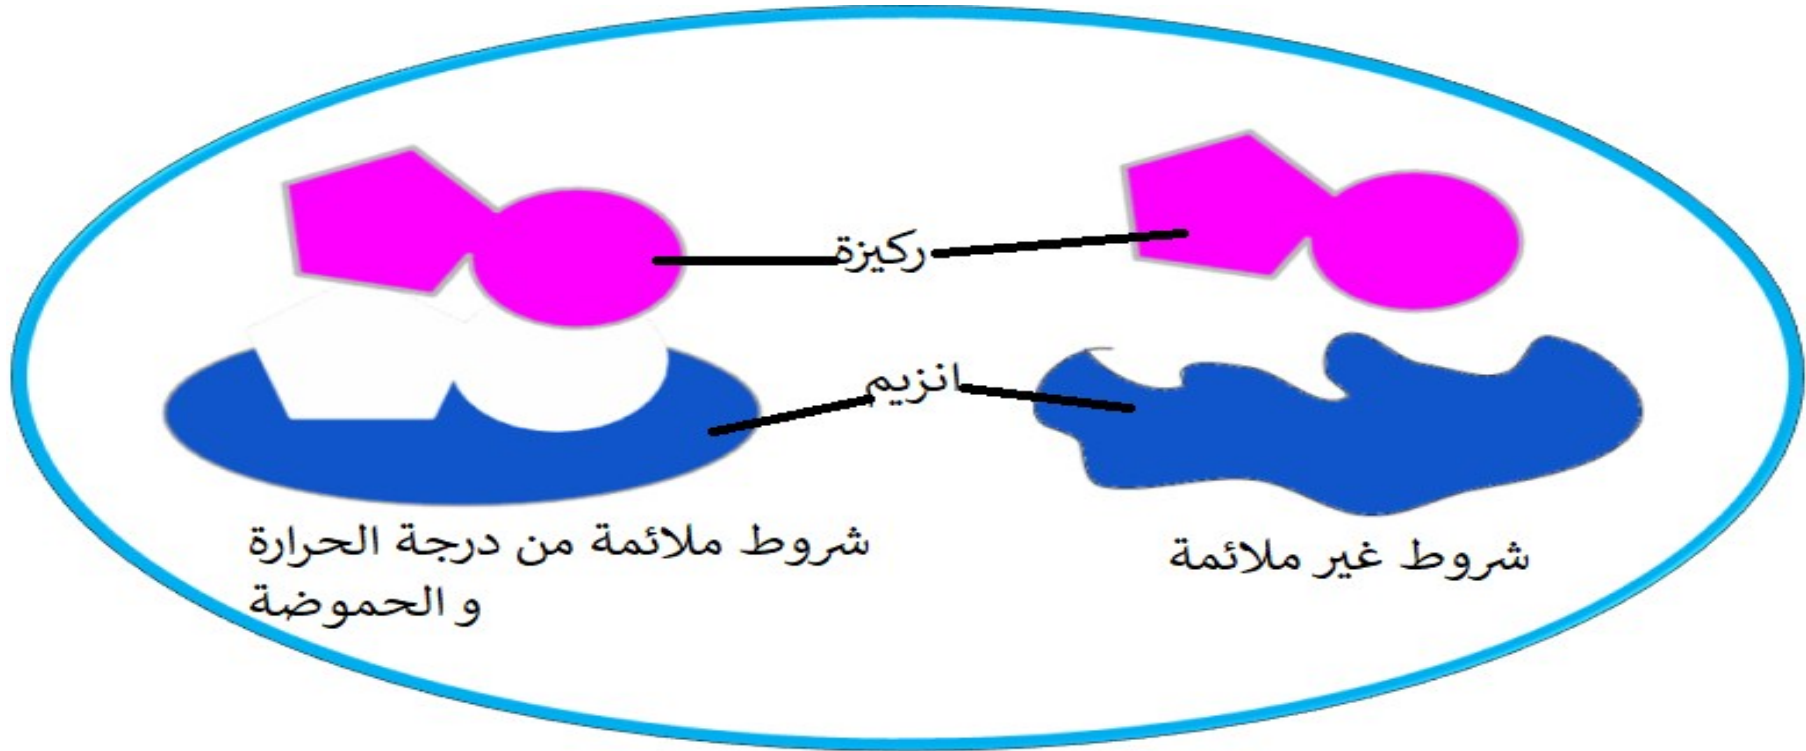 ركيزة
انزيم
شروط غير ملائمة
شروط ملائمة من درجة الحرارة
و الحموضة